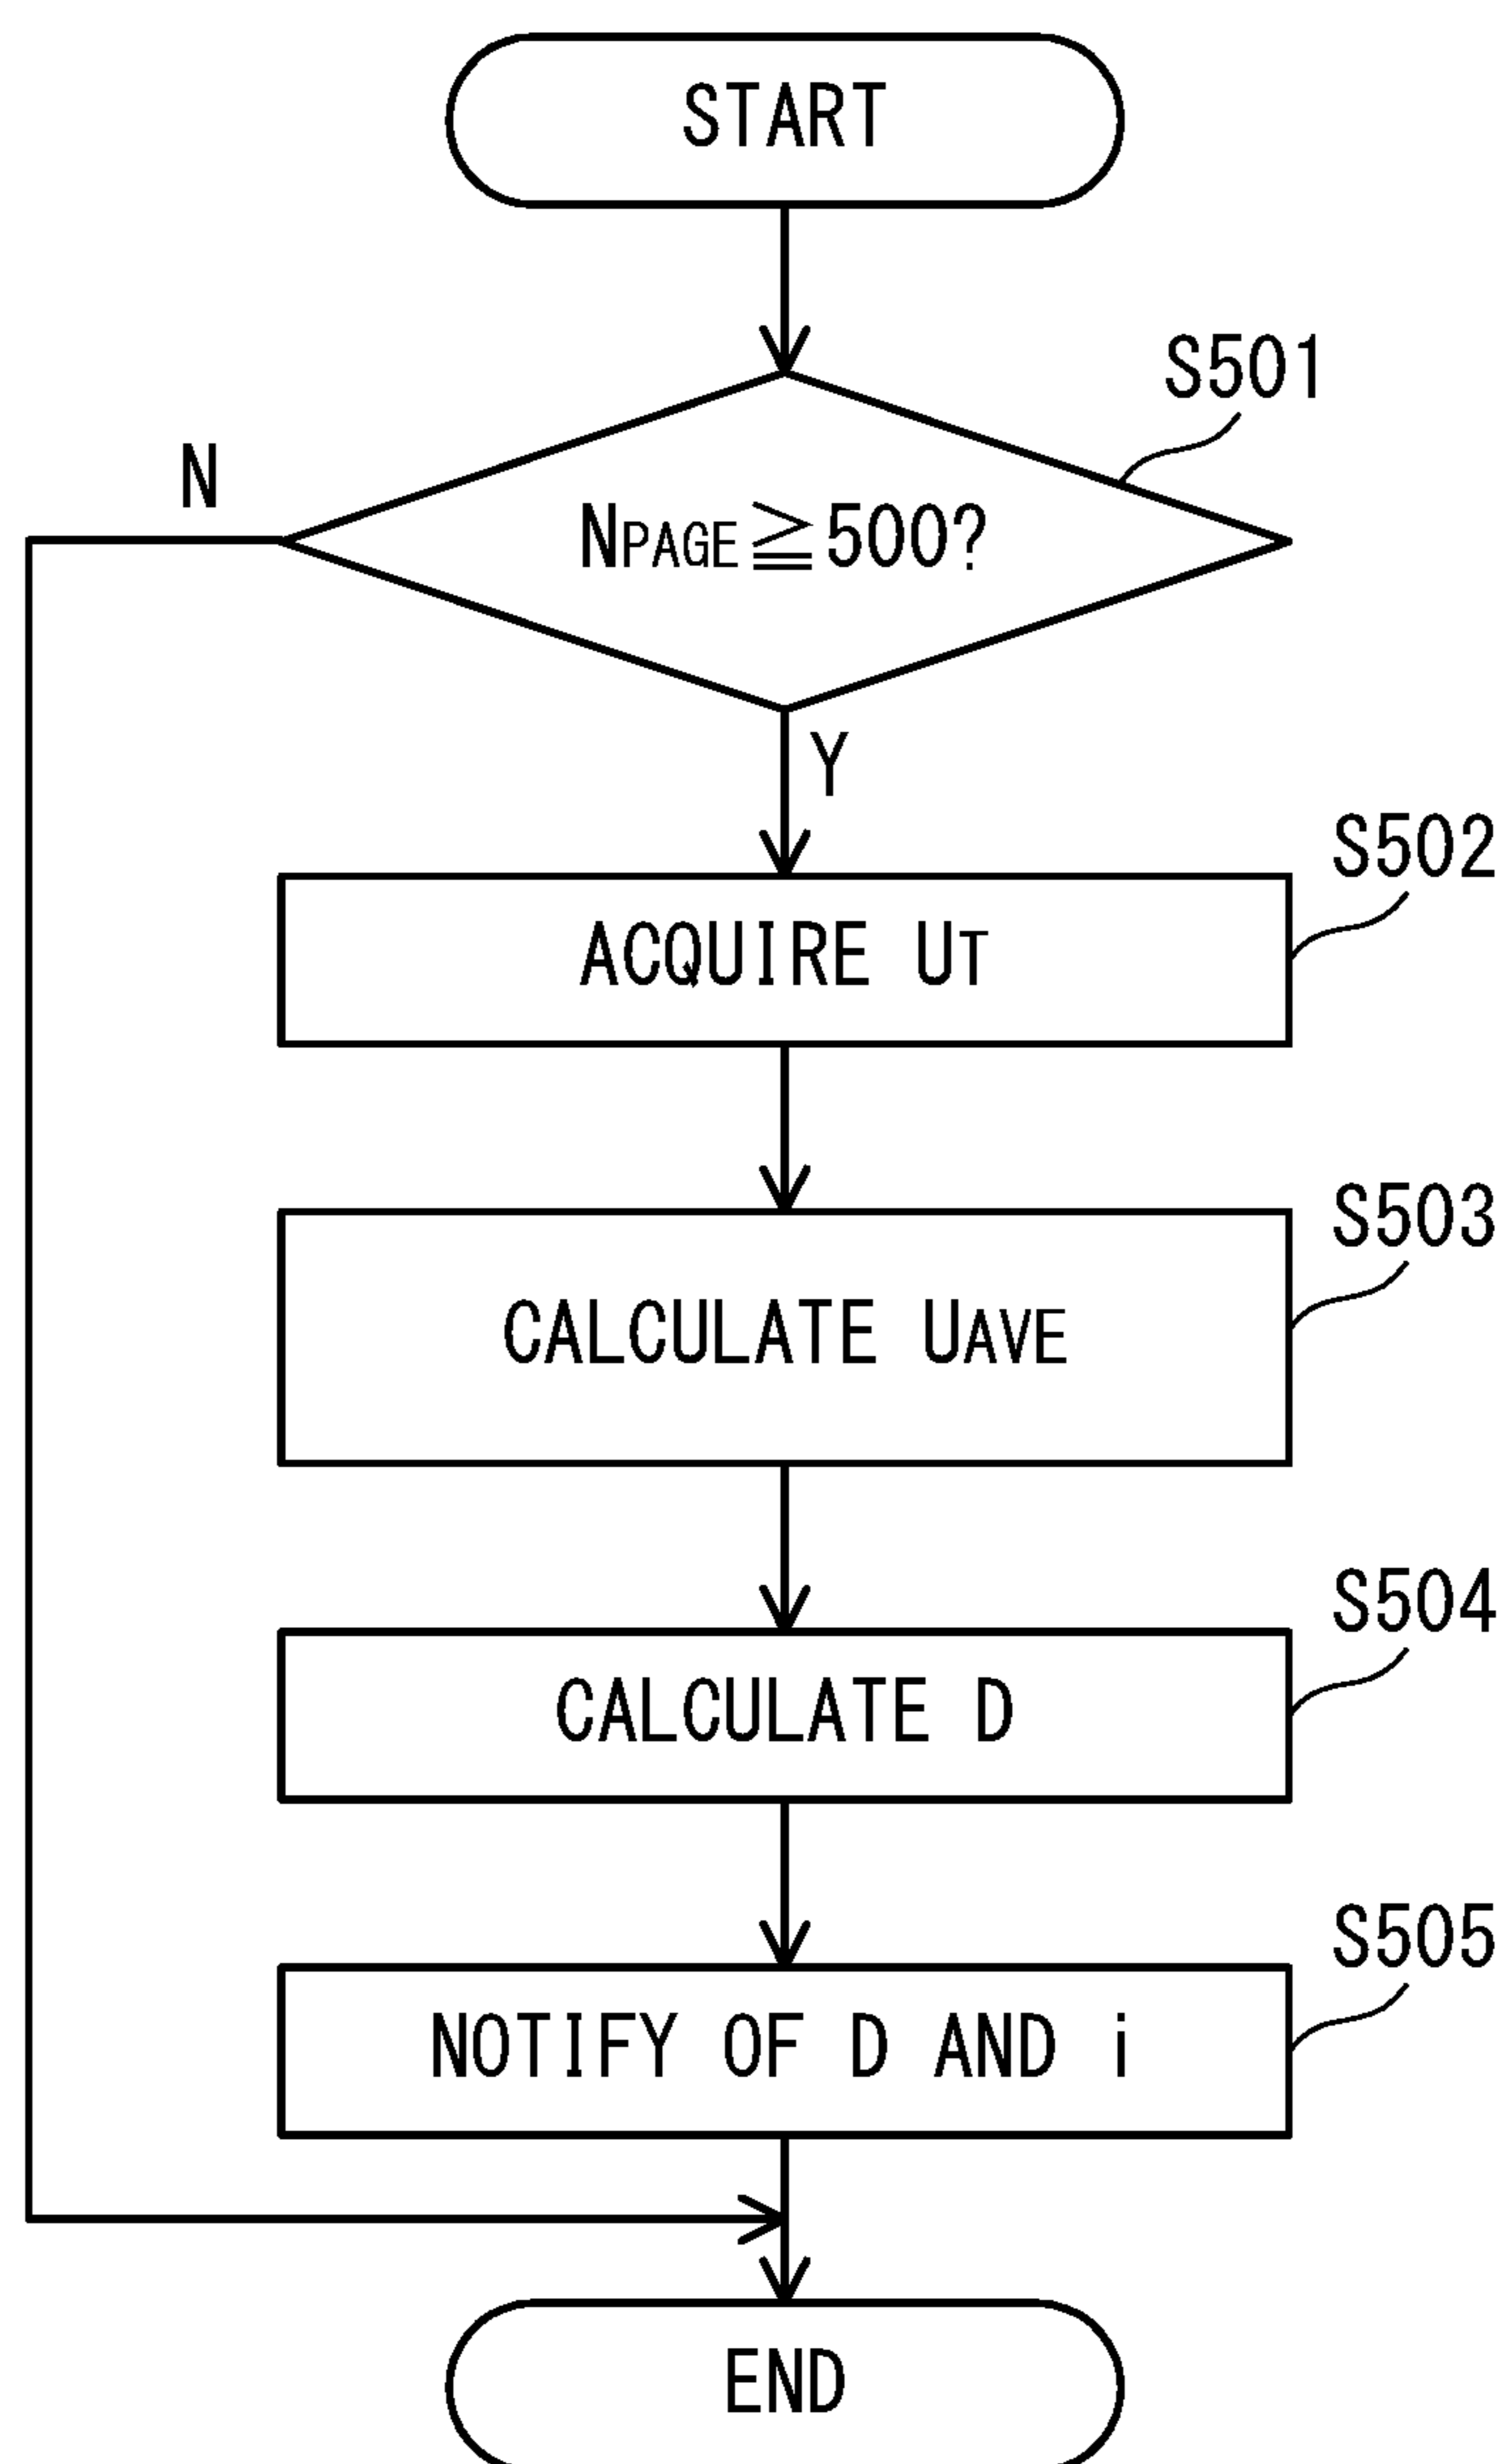 START
S501
N
NPAGE≧500?
Y
S502
ACQUIRE UT
S503
CALCULATE UAVE
S504
CALCULATE D
S505
NOTIFY OF D AND i
END